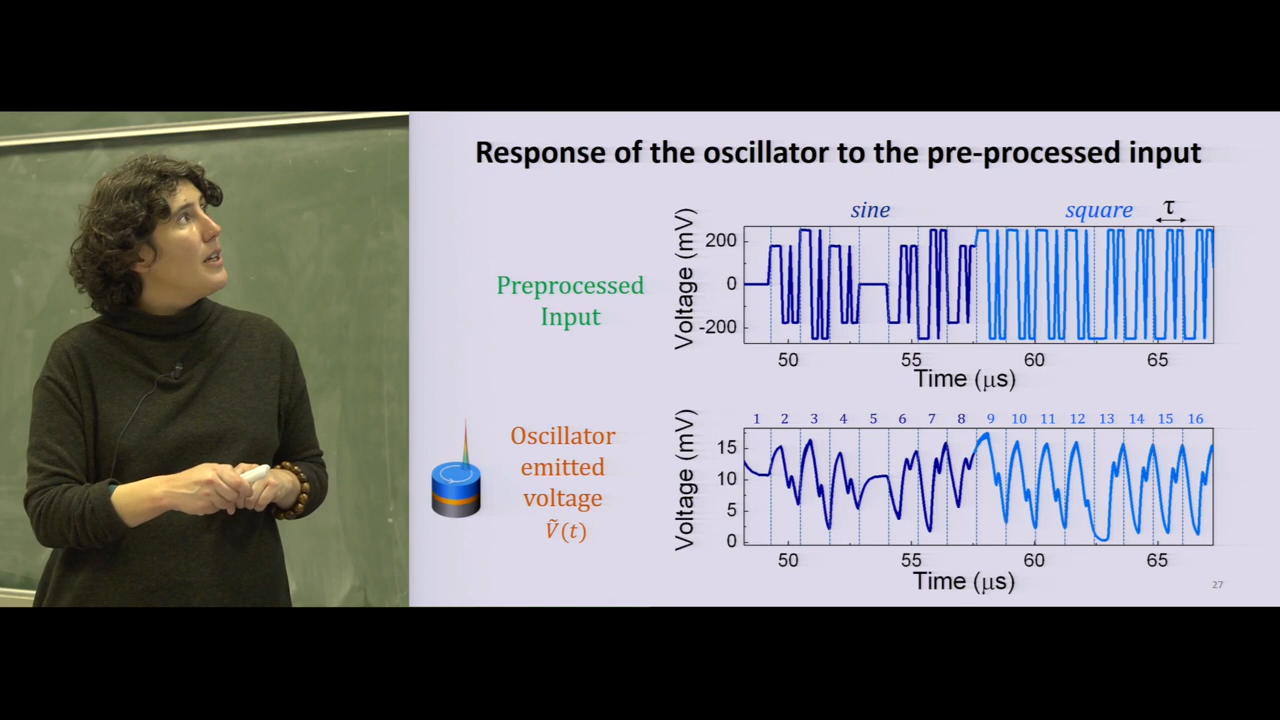 Response of the oscillator to the pre-processed input
sine
square
τ
Preprocessed
Input
Voltage (mV)
200
0
-200
50
55
60
65
Time (μs)
Oscillator
emitted
voltage
Ṽ(t)
Voltage (mV)
1 2 3 4 5 6 7 8 9 10 11 12 13 14 15 16
15
10
5
0
50
55
60
65
Time (μs)
27